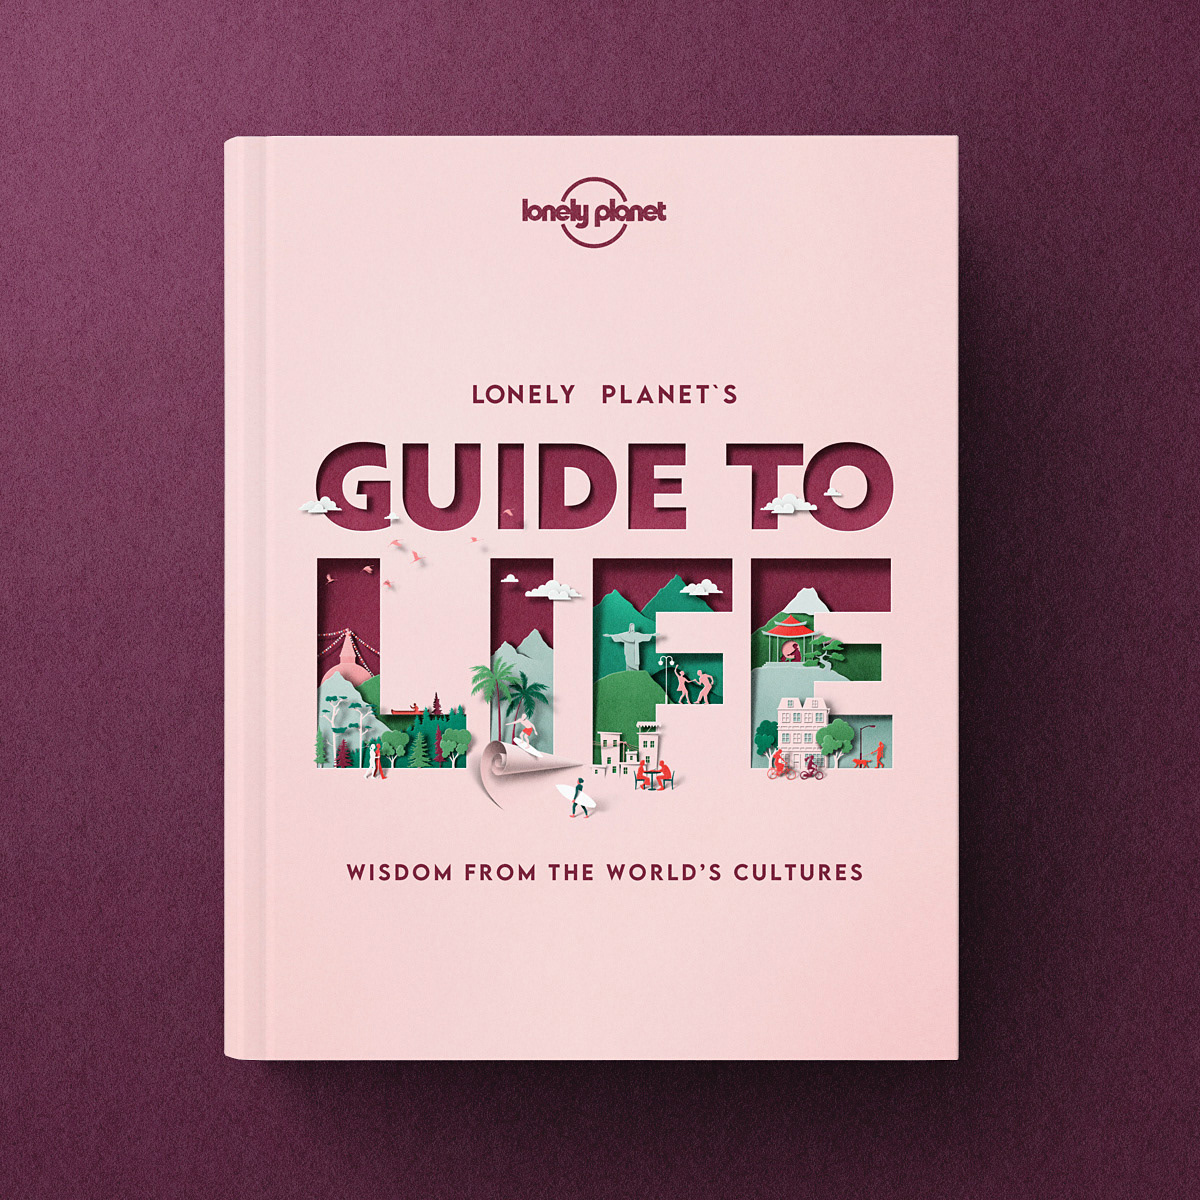 lonely planet
LONELY PLANET`S
GUIDE TO
LIFE
WISDOM FROM THE WORLD’S CULTURES